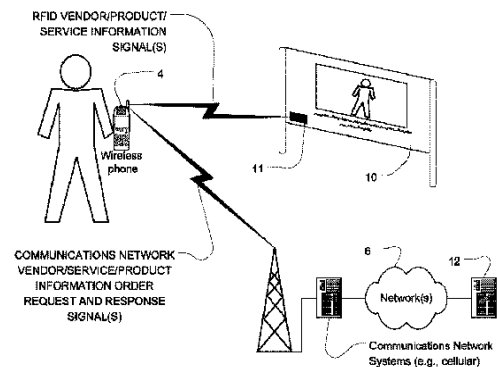 RFID VENDOR/PRODUCT/
SERVICE INFORMATION
SIGNAL(S)
4
Wireless
phone
11
10
COMMUNICATIONS NETWORK
VENDOR/SERVICE/PRODUCT
INFORMATION ORDER
REQUEST AND RESPONSE
SIGNAL(S)
6
12
Network(s)
Communications Network
Systems (e.g., cellular)